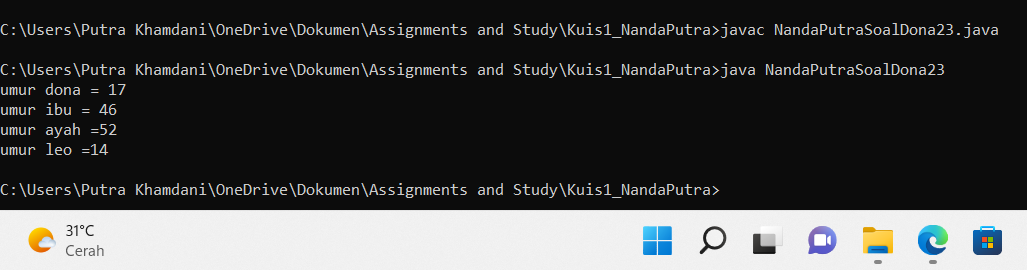 C:\Users\Putra Khamdani\OneDrive\Dokumen\Assignments and Study\Kuis1_NandaPutra>javac NandaPutraSoalDona23.java
C:\Users\Putra Khamdani\OneDrive\Dokumen\Assignments and Study\Kuis1_NandaPutra>java NandaPutraSoalDona23
umur dona = 17
umur ibu = 46
umur ayah =52
umur leo =14
C:\Users\Putra Khamdani\OneDrive\Dokumen\Assignments and Study\Kuis1_NandaPutra>
31°C
Cerah